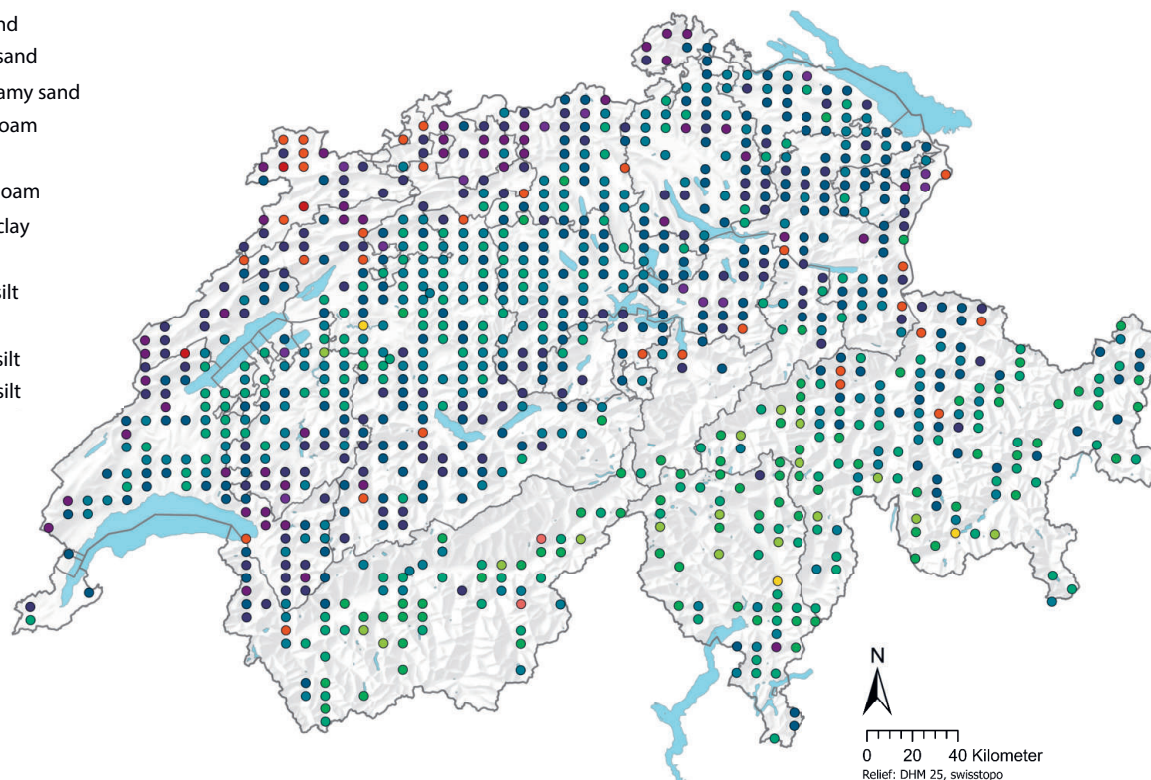 nd
sand
amy sand
oam
oam
clay
silt
silt
silt
N
0 20 40 Kilometer
Relief: DHM 25, swisstopo